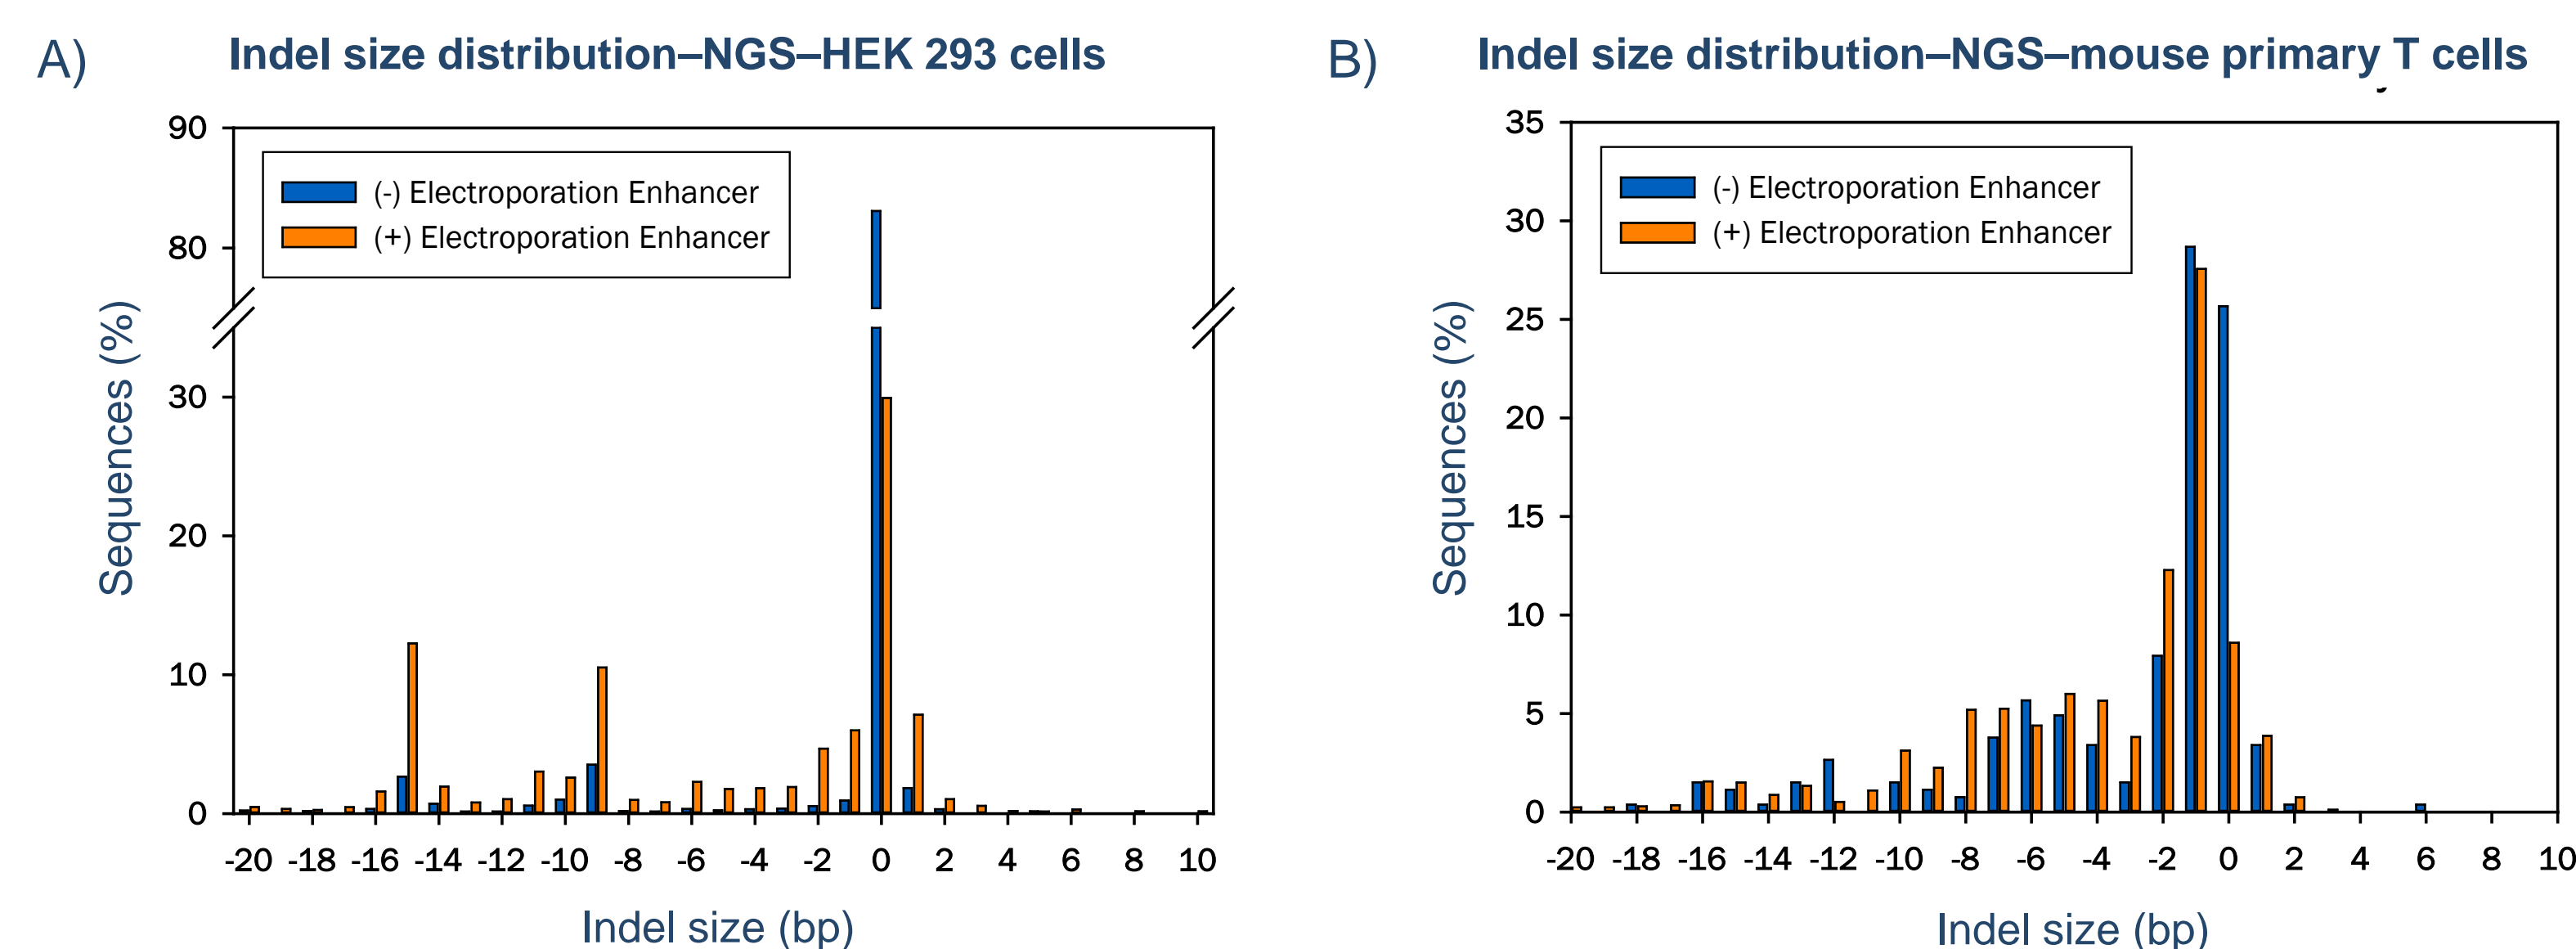 A)
Indel size distribution–NGS–HEK 293 cells
90
80
30
20
10
0
Sequences (%)
(-) Electroporation Enhancer
(+) Electroporation Enhancer
-20 -18 -16 -14 -12 -10 -8 -6 -4 -2 0 2 4 6 8 10
Indel size (bp)
B)
Indel size distribution–NGS–mouse primary T cells
35
30
25
20
15
10
5
0
Sequences (%)
(-) Electroporation Enhancer
(+) Electroporation Enhancer
-20 -18 -16 -14 -12 -10 -8 -6 -4 -2 0 2 4 6 8 10
Indel size (bp)